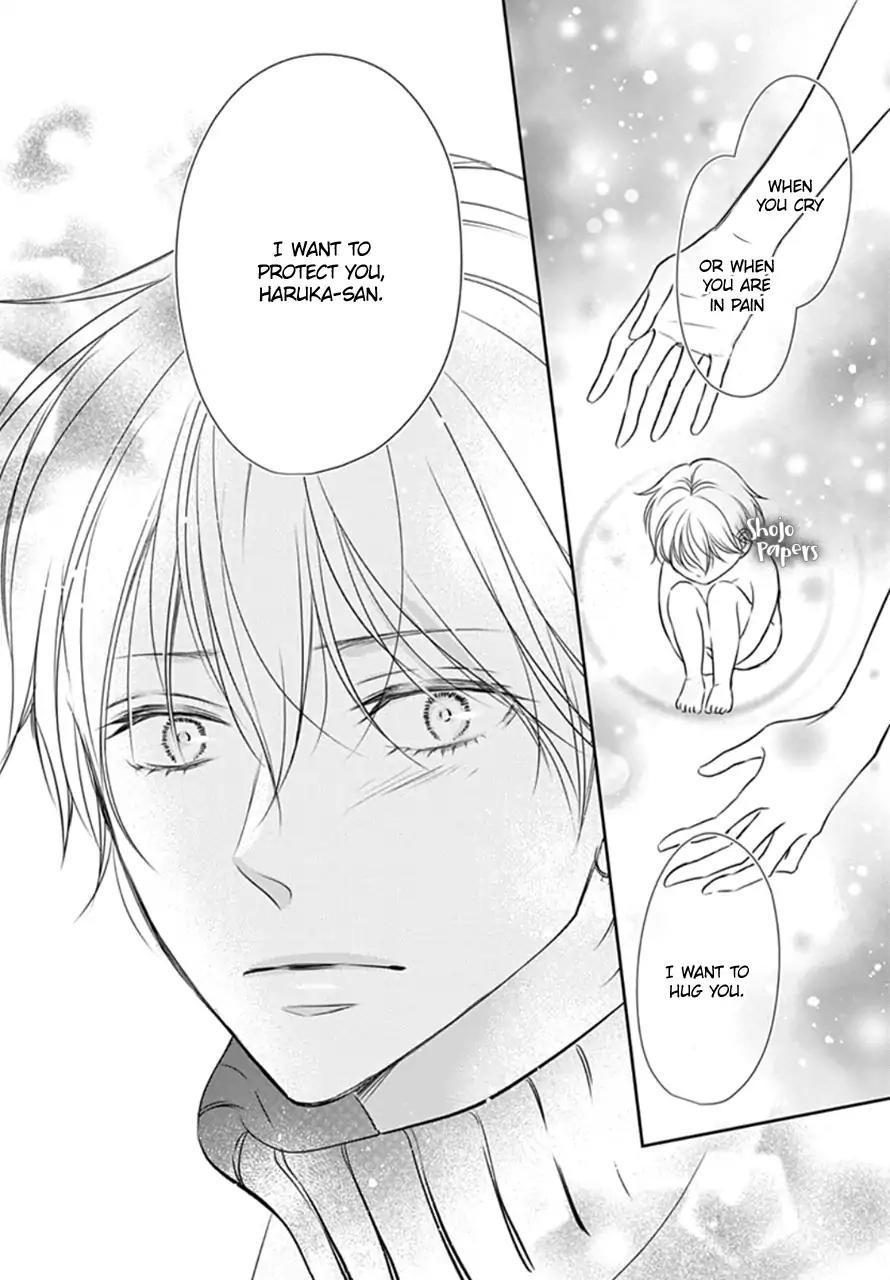 WHEN
YOU CRY
OR WHEN
YOU ARE
IN PAIN
Shojo
Papers
I WANT TO
HUG YOU.
I WANT TO
PROTECT YOU,
HARUKA-SAN.